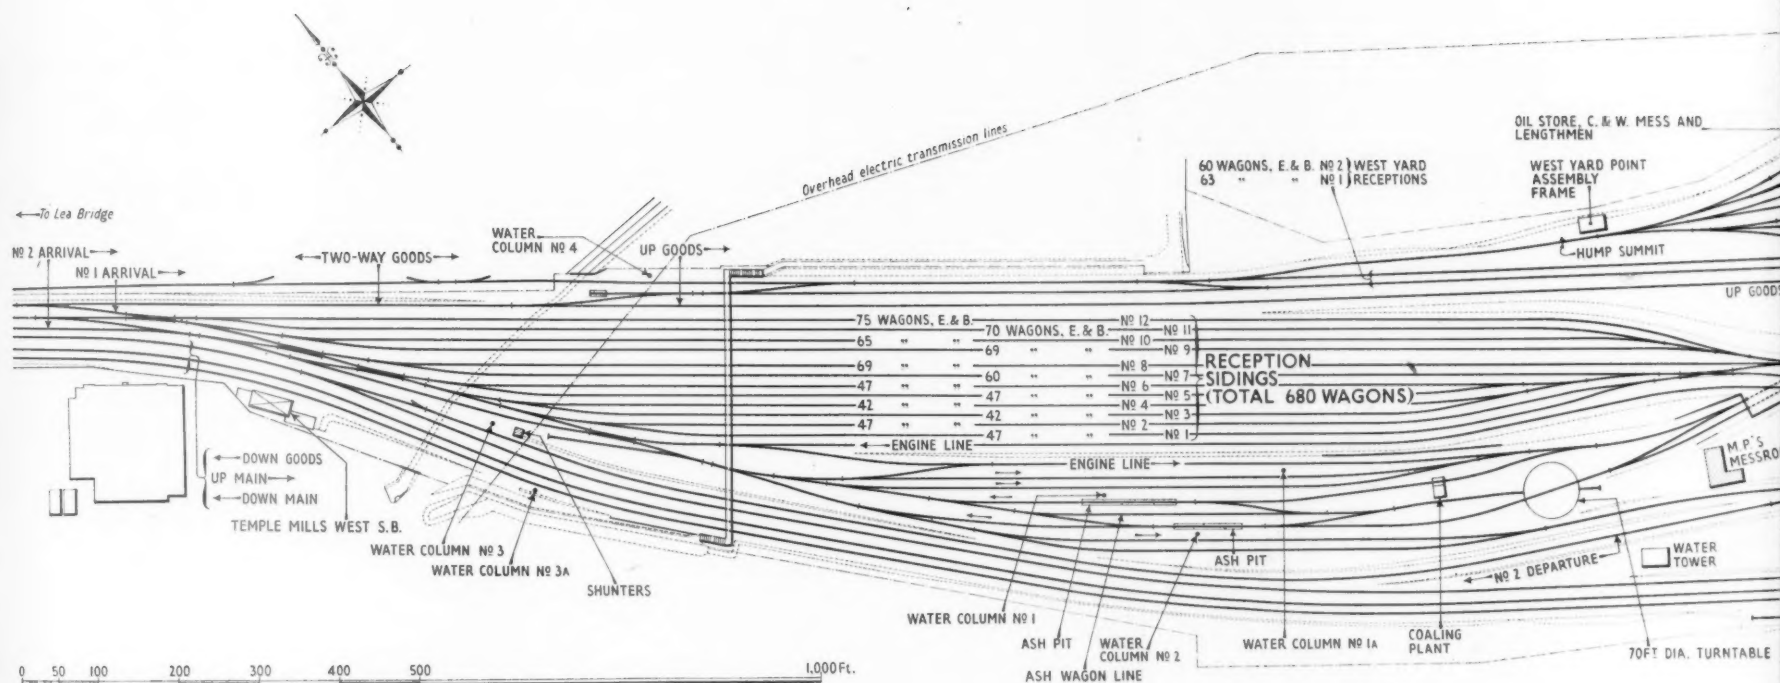 Overhead electric transmission lines
OIL STORE, C. & W. MESS AND
LENGTHMEN
60 WAGONS, E. & B. Nº 2 WEST YARD
63 " " Nº 1 RECEPTIONS
WEST YARD POINT
ASSEMBLY
FRAME
To Lea Bridge
Nº 2 ARRIVAL
Nº 1 ARRIVAL
TWO-WAY GOODS
WATER
COLUMN Nº 4
UP GOODS
HUMP SUMMIT
UP GOODS
75 WAGONS, E. & B. Nº 12
70 WAGONS, E. & B. Nº 11
65 " " Nº 10
69 " " Nº 9
69 " " Nº 8
60 " " Nº 7
47 " " Nº 6
47 " " Nº 5
42 " " Nº 4
42 " " Nº 3
47 " " Nº 2
47 " " Nº 1
RECEPTION
SIDINGS
(TOTAL 680 WAGONS)
ENGINE LINE
ENGINE LINE
M.P.'S
DOWN GOODS
UP MAIN
DOWN MAIN
TEMPLE MILLS WEST S.B.
WATER COLUMN Nº 3
WATER COLUMN Nº 3A
SHUNTERS
ASH PIT
Nº 2 DEPARTURE
WATER
TOWER
WATER COLUMN Nº 1
ASH PIT
WATER
COLUMN Nº 2
ASH WAGON LINE
WATER COLUMN Nº 1A
COALING
PLANT
70FT DIA. TURNTABLE
0 50 100 200 300 400 500 1,000 Ft.